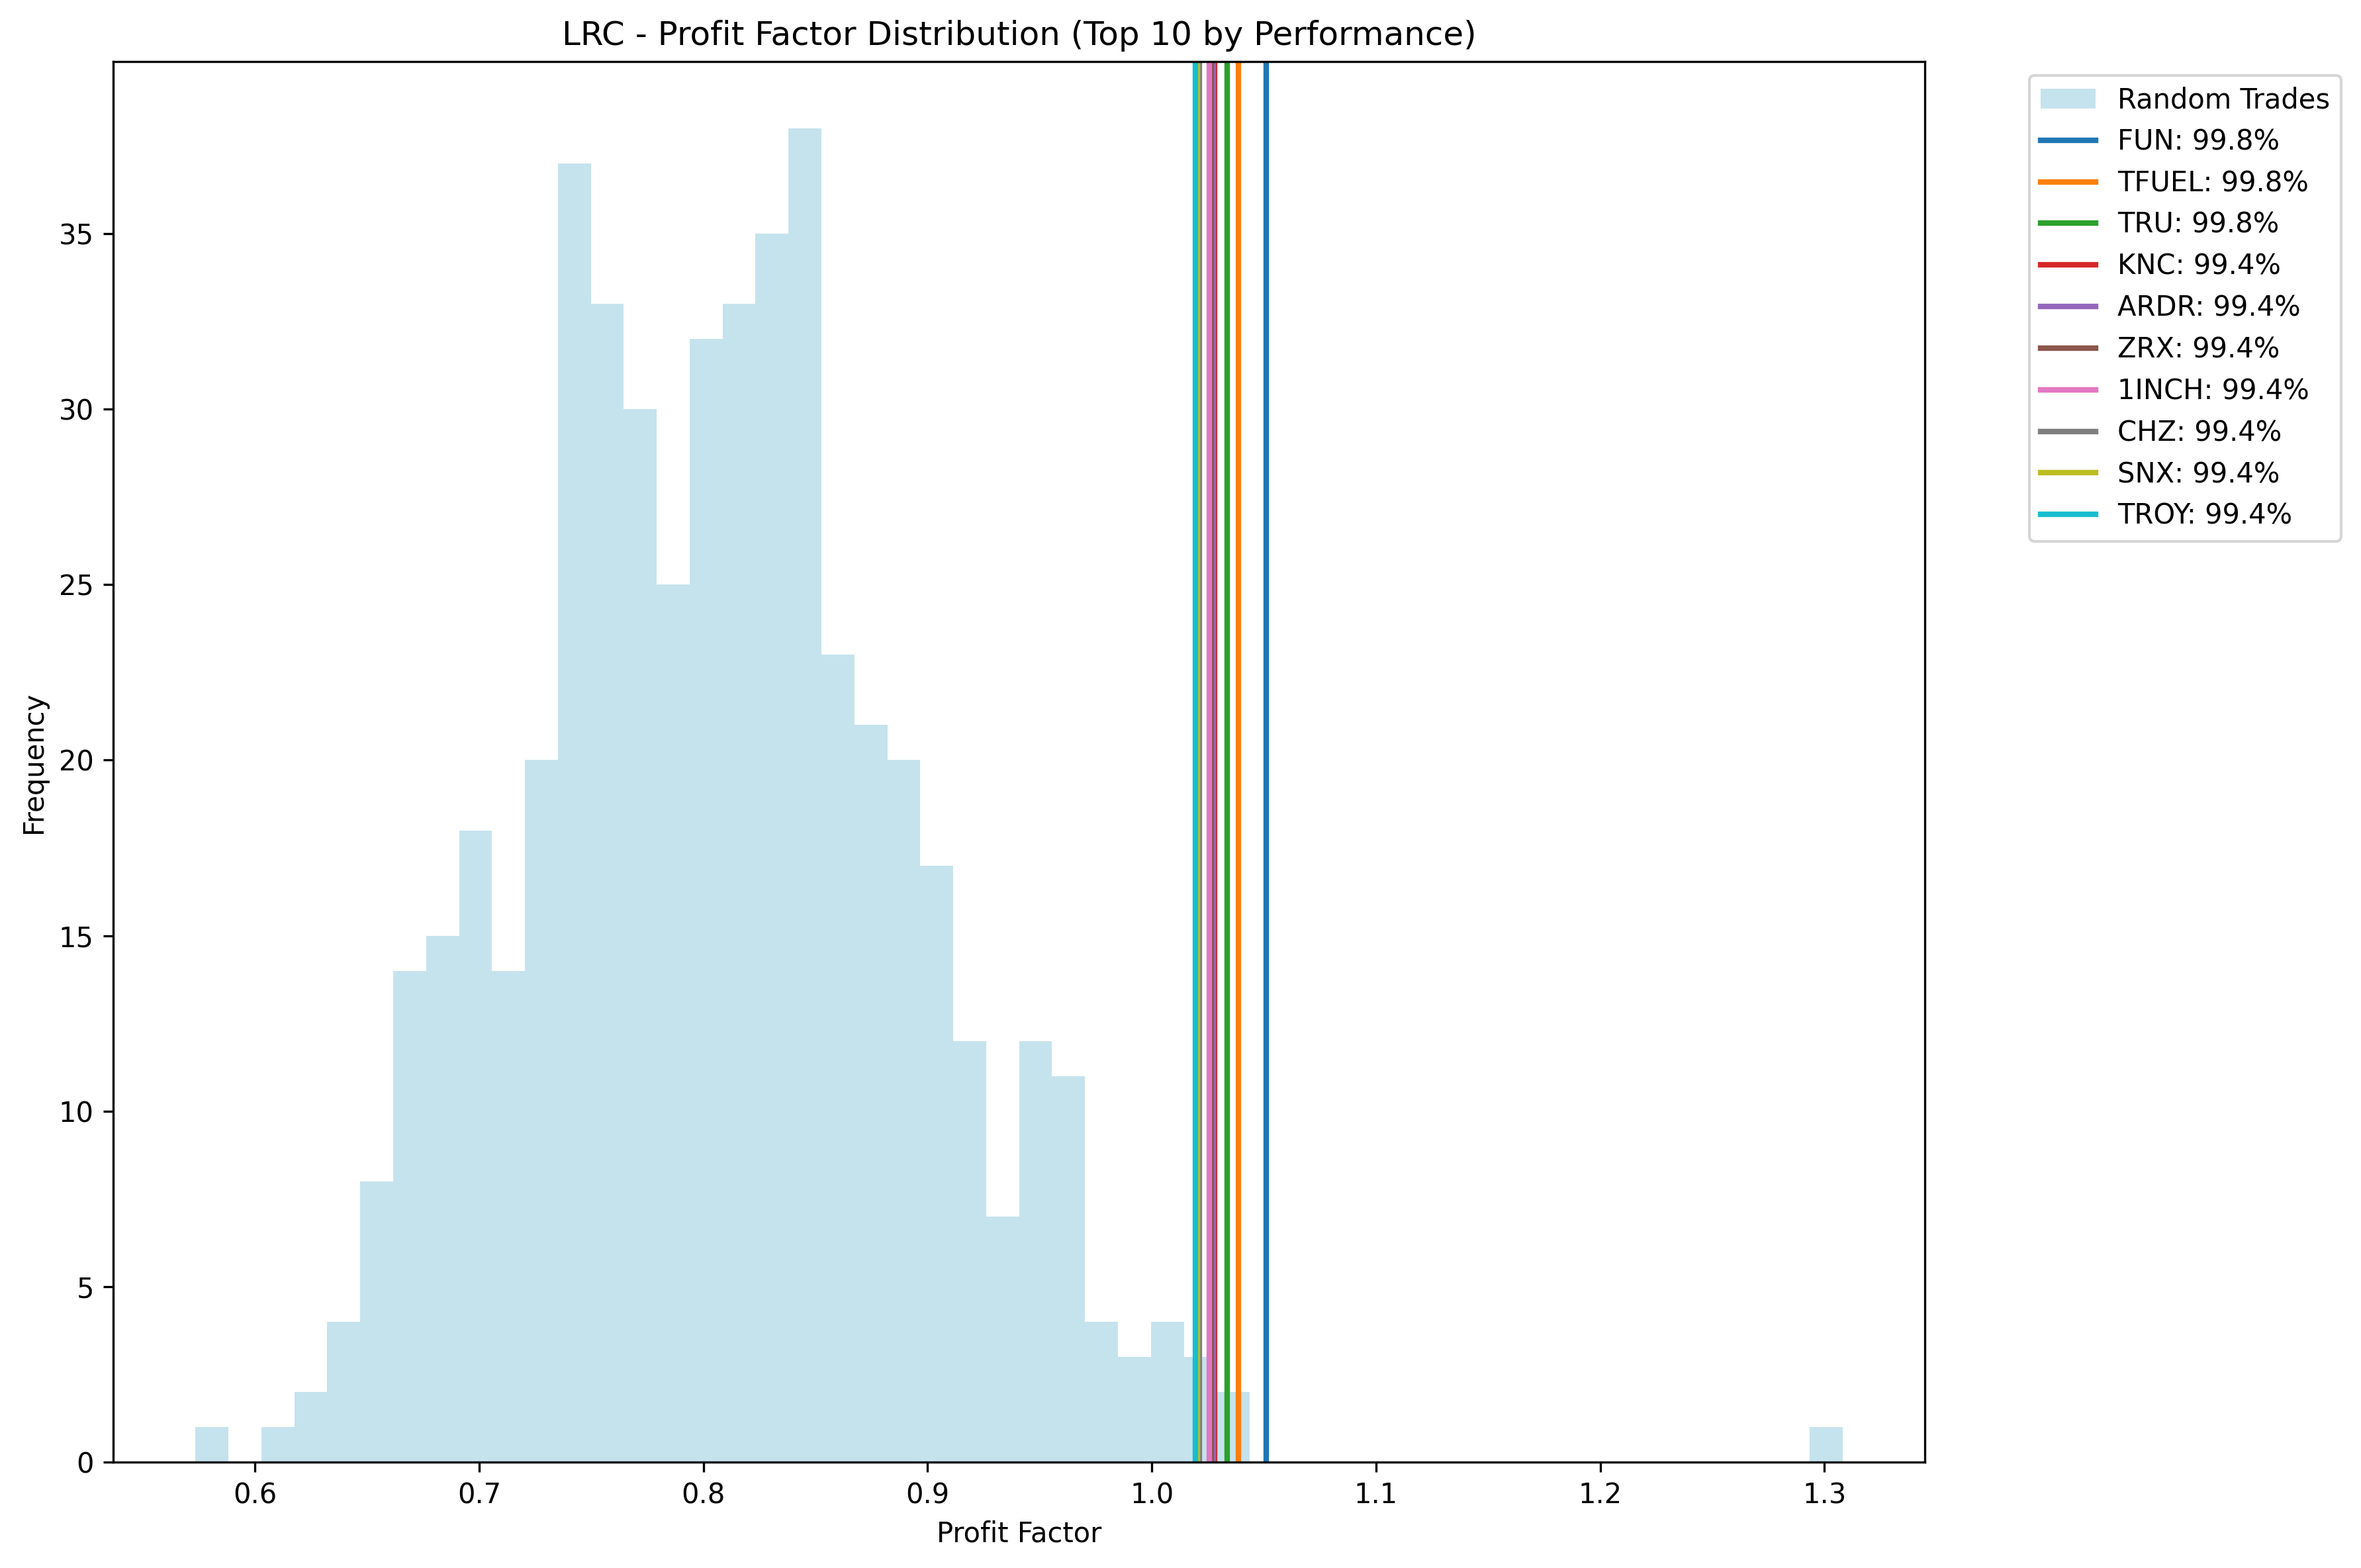 LRC - Profit Factor Distribution (Top 10 by Performance)
Random Trades
FUN: 99.8%
TFUEL: 99.8%
TRU: 99.8%
KNC: 99.4%
ARDR: 99.4%
ZRX: 99.4%
1INCH: 99.4%
CHZ: 99.4%
SNX: 99.4%
TROY: 99.4%
Frequency
35
30
25
20
15
10
5
0
0.6 0.7 0.8 0.9 1.0 1.1 1.2 1.3
Profit Factor